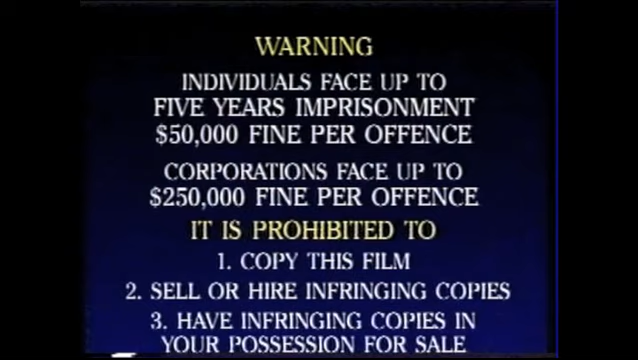 WARNING
INDIVIDUALS FACE UP TO
FIVE YEARS IMPRISONMENT
$50,000 FINE PER OFFENCE
CORPORATIONS FACE UP TO
$250,000 FINE PER OFFENCE
IT IS PROHIBITED TO
1. COPY THIS FILM
2. SELL OR HIRE INFRINGING COPIES
3. HAVE INFRINGING COPIES IN
YOUR POSSESSION FOR SALE